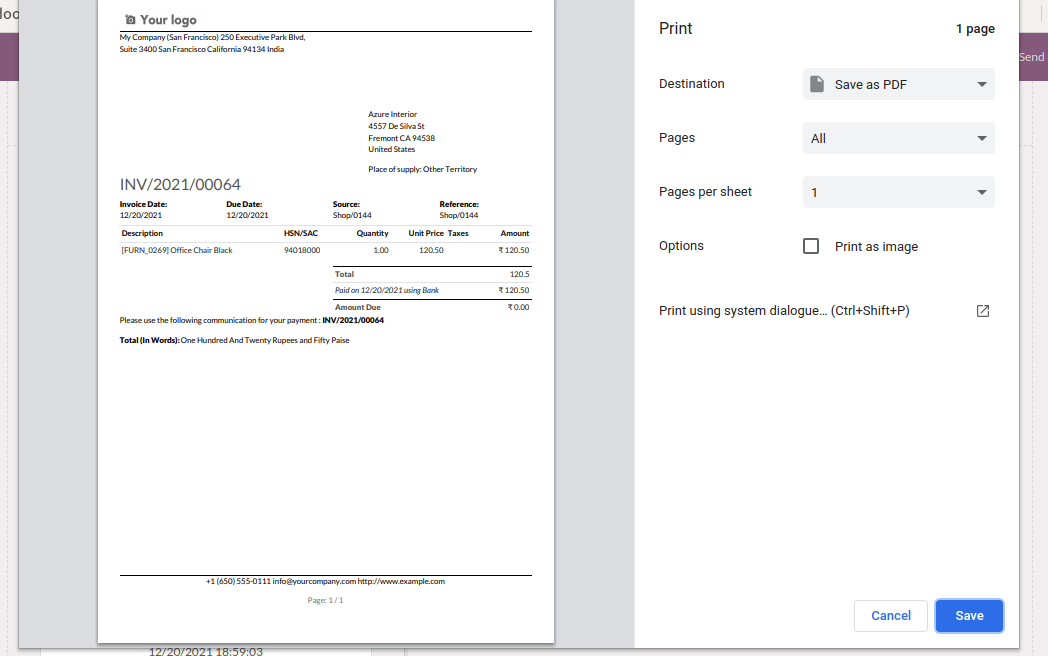 loo
Your logo
My Company (San Francisco) 250 Executive Park Blvd,
Suite 3400 San Francisco California 94134 India
Azure Interior
4557 De Silva St
Fremont CA 94538
United States
Place of supply: Other Territory
INV/2021/00064
Invoice Date: Due Date: Source: Reference:
12/20/2021 12/20/2021 Shop/0144 Shop/0144
Description HSN/SAC Quantity Unit Price Taxes Amount
[FURN_0269] Office Chair Black 94018000 1.00 120.50 ₹ 120.50
Total 120.5
Paid on 12/20/2021 using Bank ₹ 120.50
Amount Due ₹ 0.00
Please use the following communication for your payment : INV/2021/00064
Total (In Words): One Hundred And Twenty Rupees and Fifty Paise
+1 (650) 555-0111 info@yourcompany.com http://www.example.com
Page: 1 / 1
12/20/2021 18:59:03
Print 1 page
Destination Save as PDF
Pages All
Pages per sheet 1
Options Print as image
Print using system dialogue… (Ctrl+Shift+P)
Cancel Save
Send